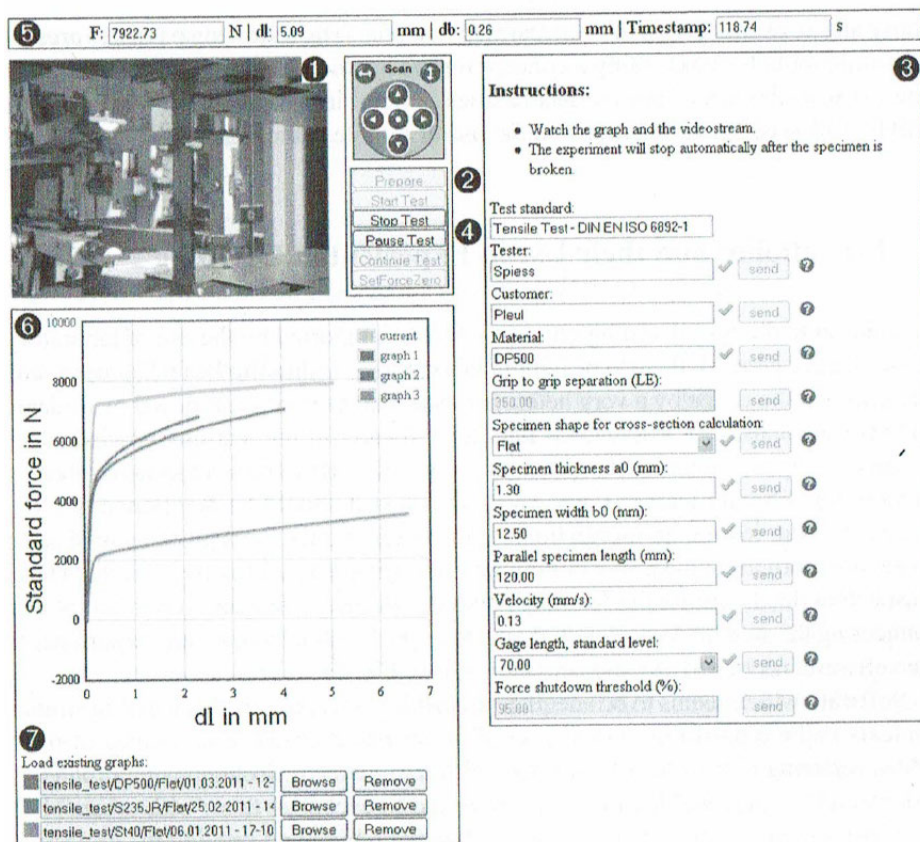 5 F: 7922.73 N | dl: 5.09 mm | db: 0.26 mm | Timestamp: 118.74 s
1
Scan
Prepare
Start Test
Stop Test
Pause Test
Continue Test
SetForceZero
2
3
Instructions:
• Watch the graph and the videostream.
• The experiment will stop automatically after the specimen is
broken.
4
Test standard:
Tensile Test - DIN EN ISO 6892-1
Tester:
Spiess send ?
Customer:
Pleul send ?
Material:
DP500 send ?
Grip to grip separation (LE):
350.00 send ?
Specimen shape for cross-section calculation:
Flat send ?
Specimen thickness a0 (mm):
1.30 send ?
Specimen width b0 (mm):
12.50 send ?
Parallel specimen length (mm):
120.00 send ?
Velocity (mm/s):
0.13 send ?
Gage length, standard level:
70.00 send ?
Force shutdown threshold (%):
95.00 send ?
6
Standard force in N
10000
8000
6000
4000
2000
0
-2000
0 1 2 3 4 5 6 7
dl in mm
current
graph 1
graph 2
graph 3
7
Load existing graphs:
tensile_test/DP500/Flat/01.03.2011 - 12- Browse Remove
tensile_test/S235JR/Flat/25.02.2011 - 14 Browse Remove
tensile_test/St40/Flat/06.01.2011 - 17-10 Browse Remove